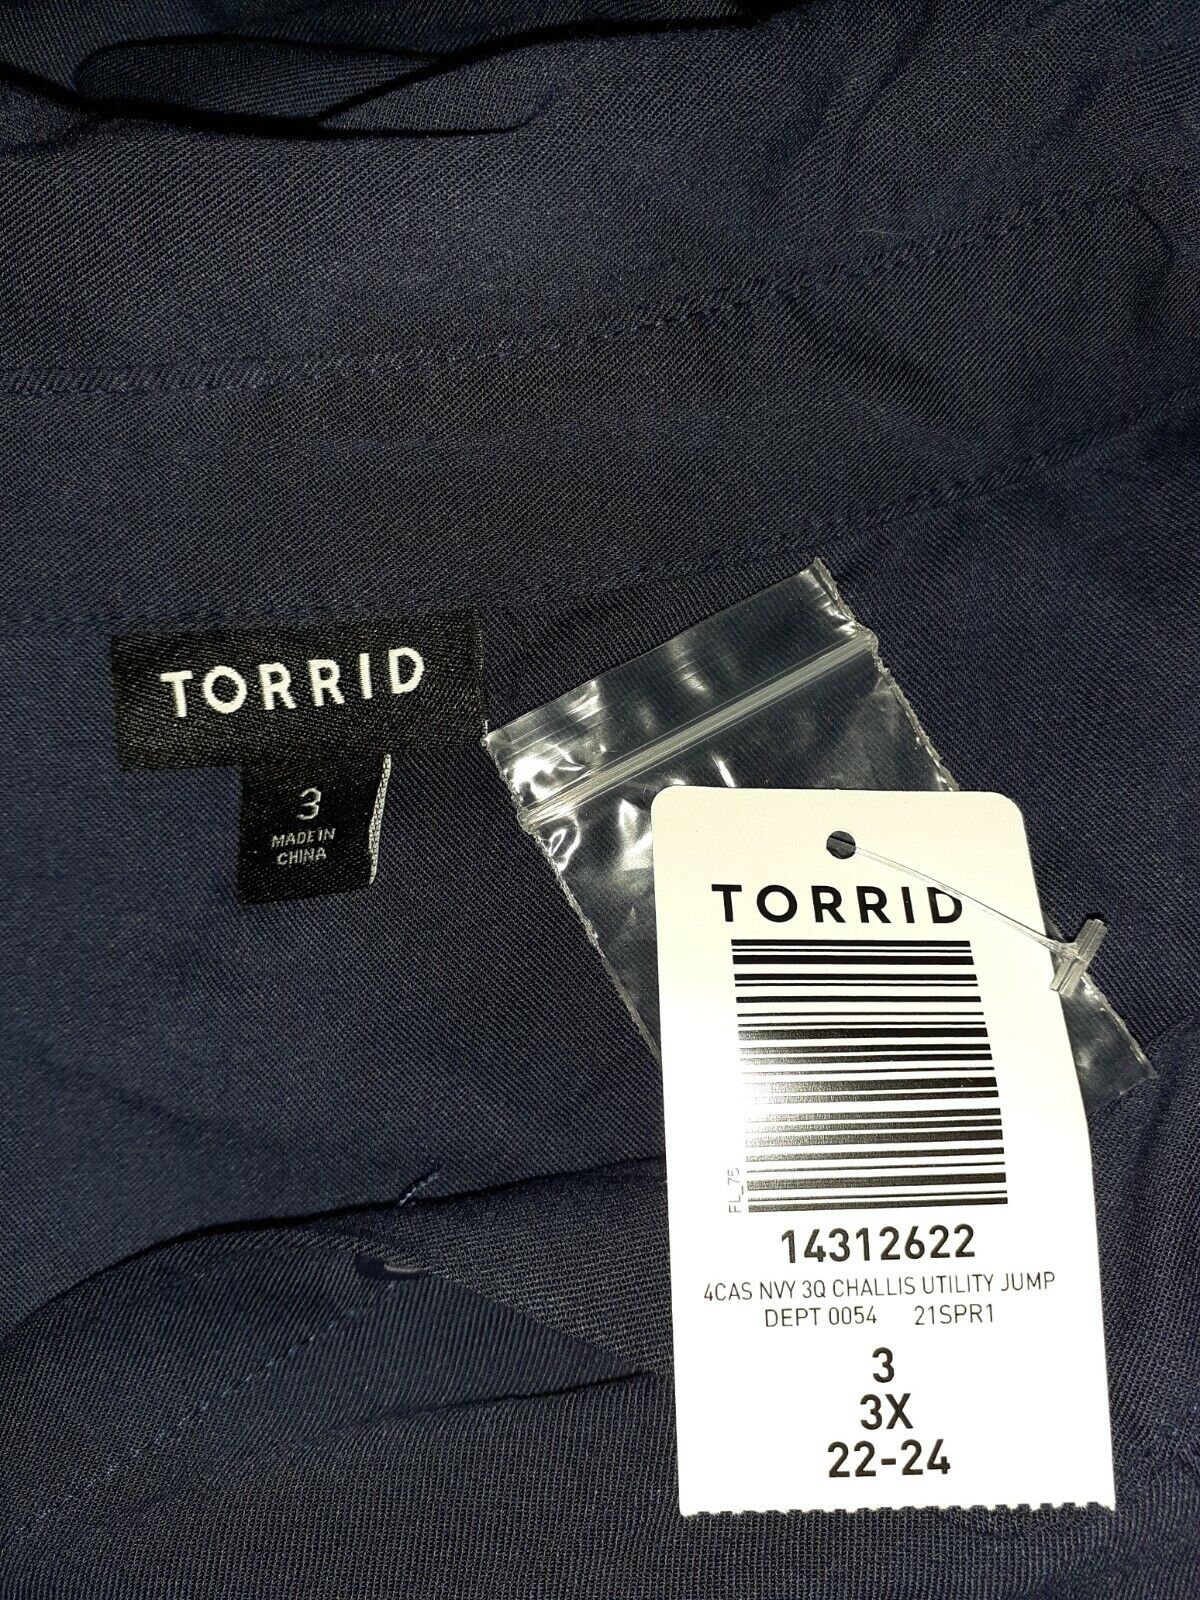 TORRID
3
MADE IN
CHINA
TORRID
FL_75
14312622
4CAS NVY 3Q CHALLIS UTILITY JUMP
DEPT 0054 21SPR1
3
3X
22-24